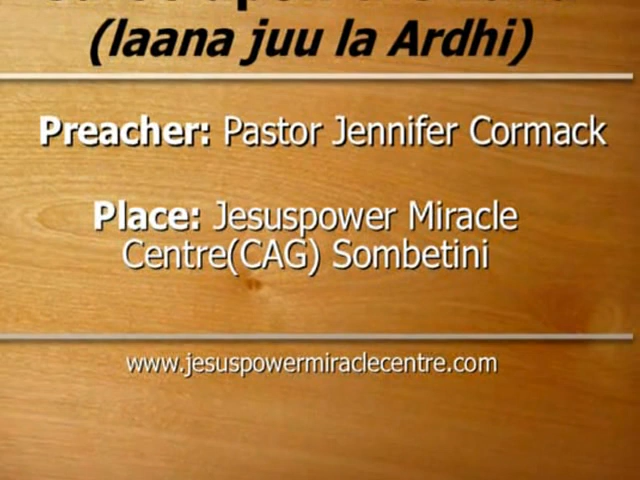 (laana juu la Ardhi)
Preacher: Pastor Jennifer Cormack
Place: Jesuspower Miracle
Centre(CAG) Sombetini
www.jesuspowermiraclecentre.com